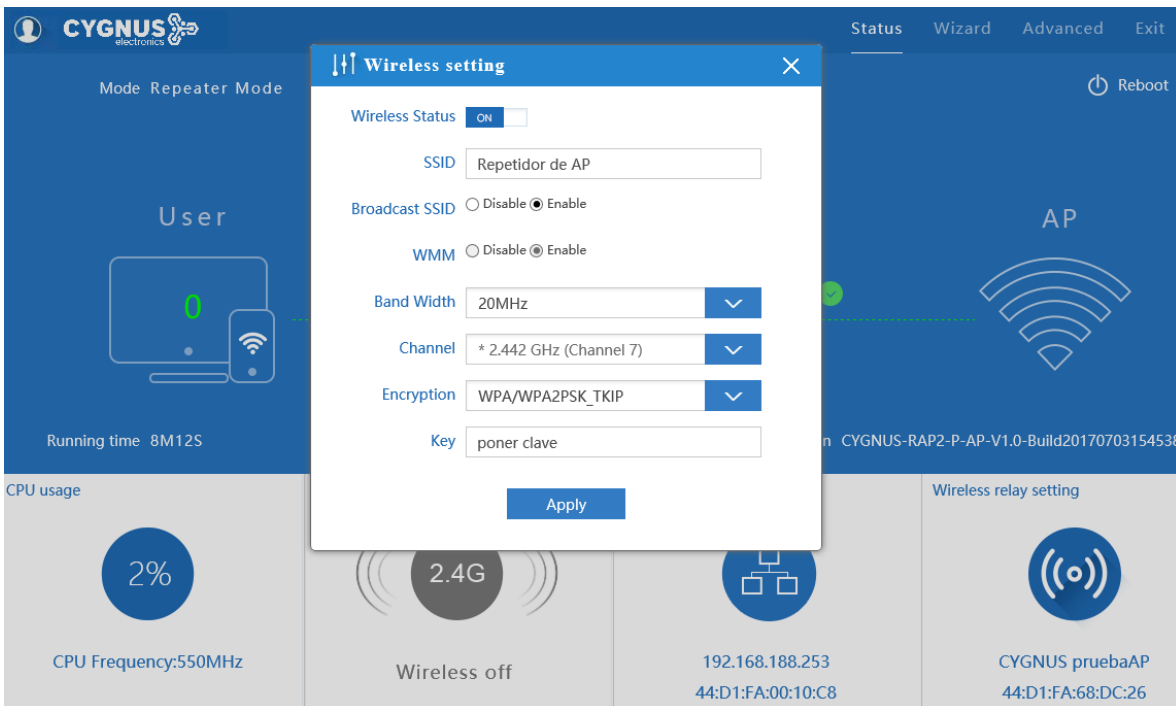 CYGNUS
electronics
Status Wizard Advanced Exit
Mode Repeater Mode
Reboot
Wireless setting
Wireless Status ON
SSID Repetidor de AP
Broadcast SSID Disable Enable
WMM Disable Enable
Band Width 20MHz
Channel * 2.442 GHz (Channel 7)
Encryption WPA/WPA2PSK_TKIP
Key poner clave
Apply
User
0
AP
Running time 8M12S
n CYGNUS-RAP2-P-AP-V1.0-Build20170703154538
CPU usage
2%
CPU Frequency:550MHz
2.4G
Wireless off
192.168.188.253
44:D1:FA:00:10:C8
Wireless relay setting
CYGNUS pruebaAP
44:D1:FA:68:DC:26